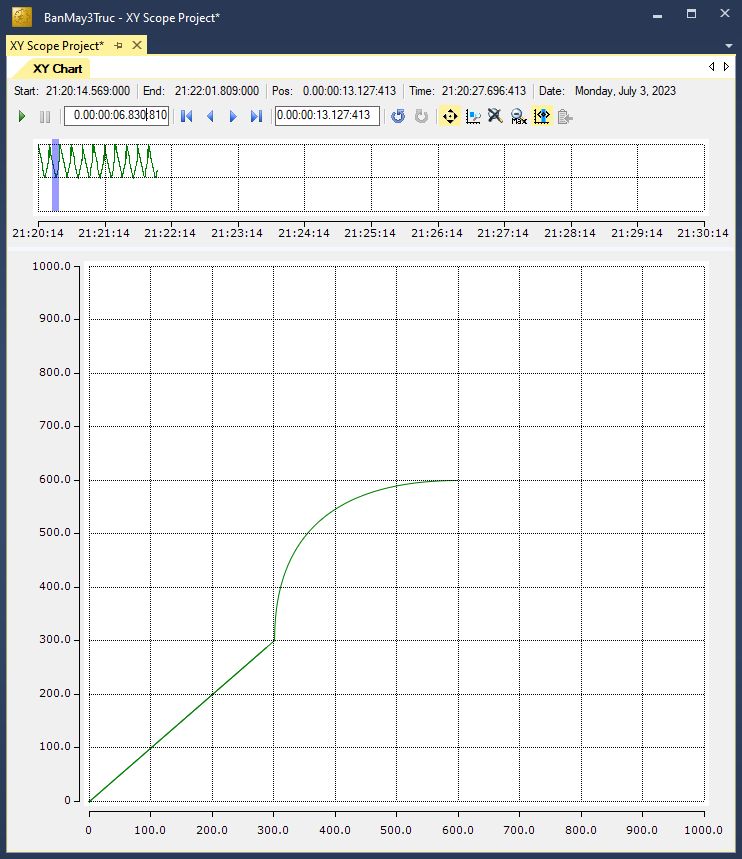 BanMay3Truc - XY Scope Project*
XY Scope Project*
XY Chart
Start: 21:20:14.569:000 End: 21:22:01.809:000 Pos: 0.00:00:13.127:413 Time: 21:20:27.696:413 Date: Monday, July 3, 2023
0.00:00:06.830:810 0.00:00:13.127:413 Max
21:20:14 21:21:14 21:22:14 21:23:14 21:24:14 21:25:14 21:26:14 21:27:14 21:28:14 21:29:14 21:30:14
1000.0
900.0
800.0
700.0
600.0
500.0
400.0
300.0
200.0
100.0
0
0 100.0 200.0 300.0 400.0 500.0 600.0 700.0 800.0 900.0 1000.0